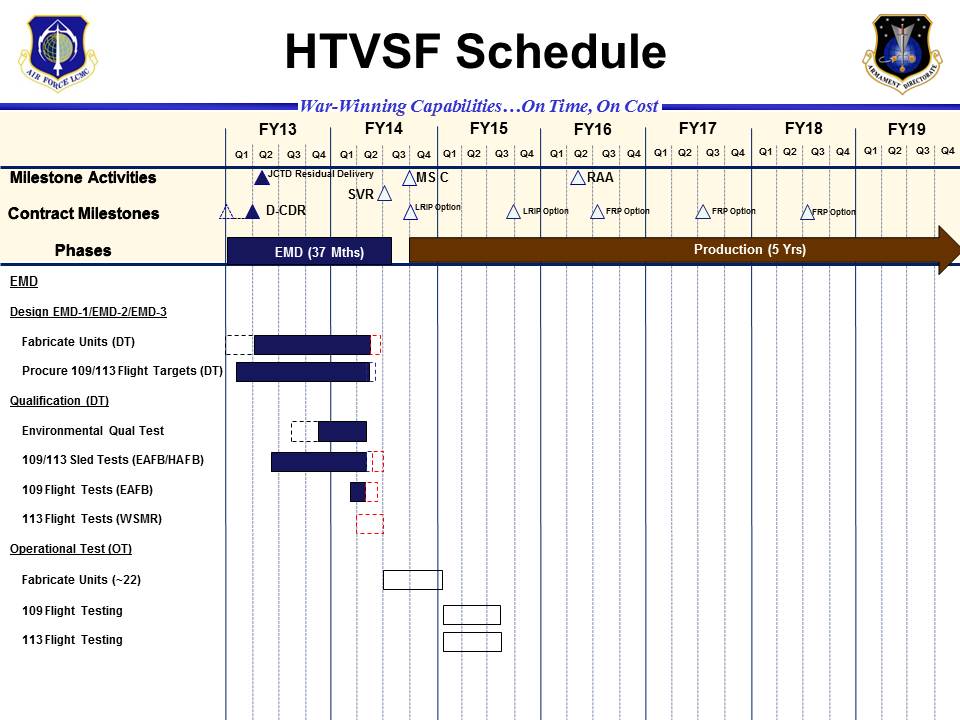 HTVSF Schedule
AIR FORCE LCMC
ARMAMENT DIRECTORATE
War-Winning Capabilities…On Time, On Cost
FY13 FY14 FY15 FY16 FY17 FY18 FY19
Q1 Q2 Q3 Q4 Q1 Q2 Q3 Q4 Q1 Q2 Q3 Q4 Q1 Q2 Q3 Q4 Q1 Q2 Q3 Q4 Q1 Q2 Q3 Q4 Q1 Q2 Q3 Q4
Milestone Activities JCTD Residual Delivery MS C RAA
SVR
Contract Milestones D-CDR LRIP Option LRIP Option FRP Option FRP Option FRP Option
Phases EMD (37 Mths) Production (5 Yrs)
EMD
Design EMD-1/EMD-2/EMD-3
Fabricate Units (DT)
Procure 109/113 Flight Targets (DT)
Qualification (DT)
Environmental Qual Test
109/113 Sled Tests (EAFB/HAFB)
109 Flight Tests (EAFB)
113 Flight Tests (WSMR)
Operational Test (OT)
Fabricate Units (~22)
109 Flight Testing
113 Flight Testing